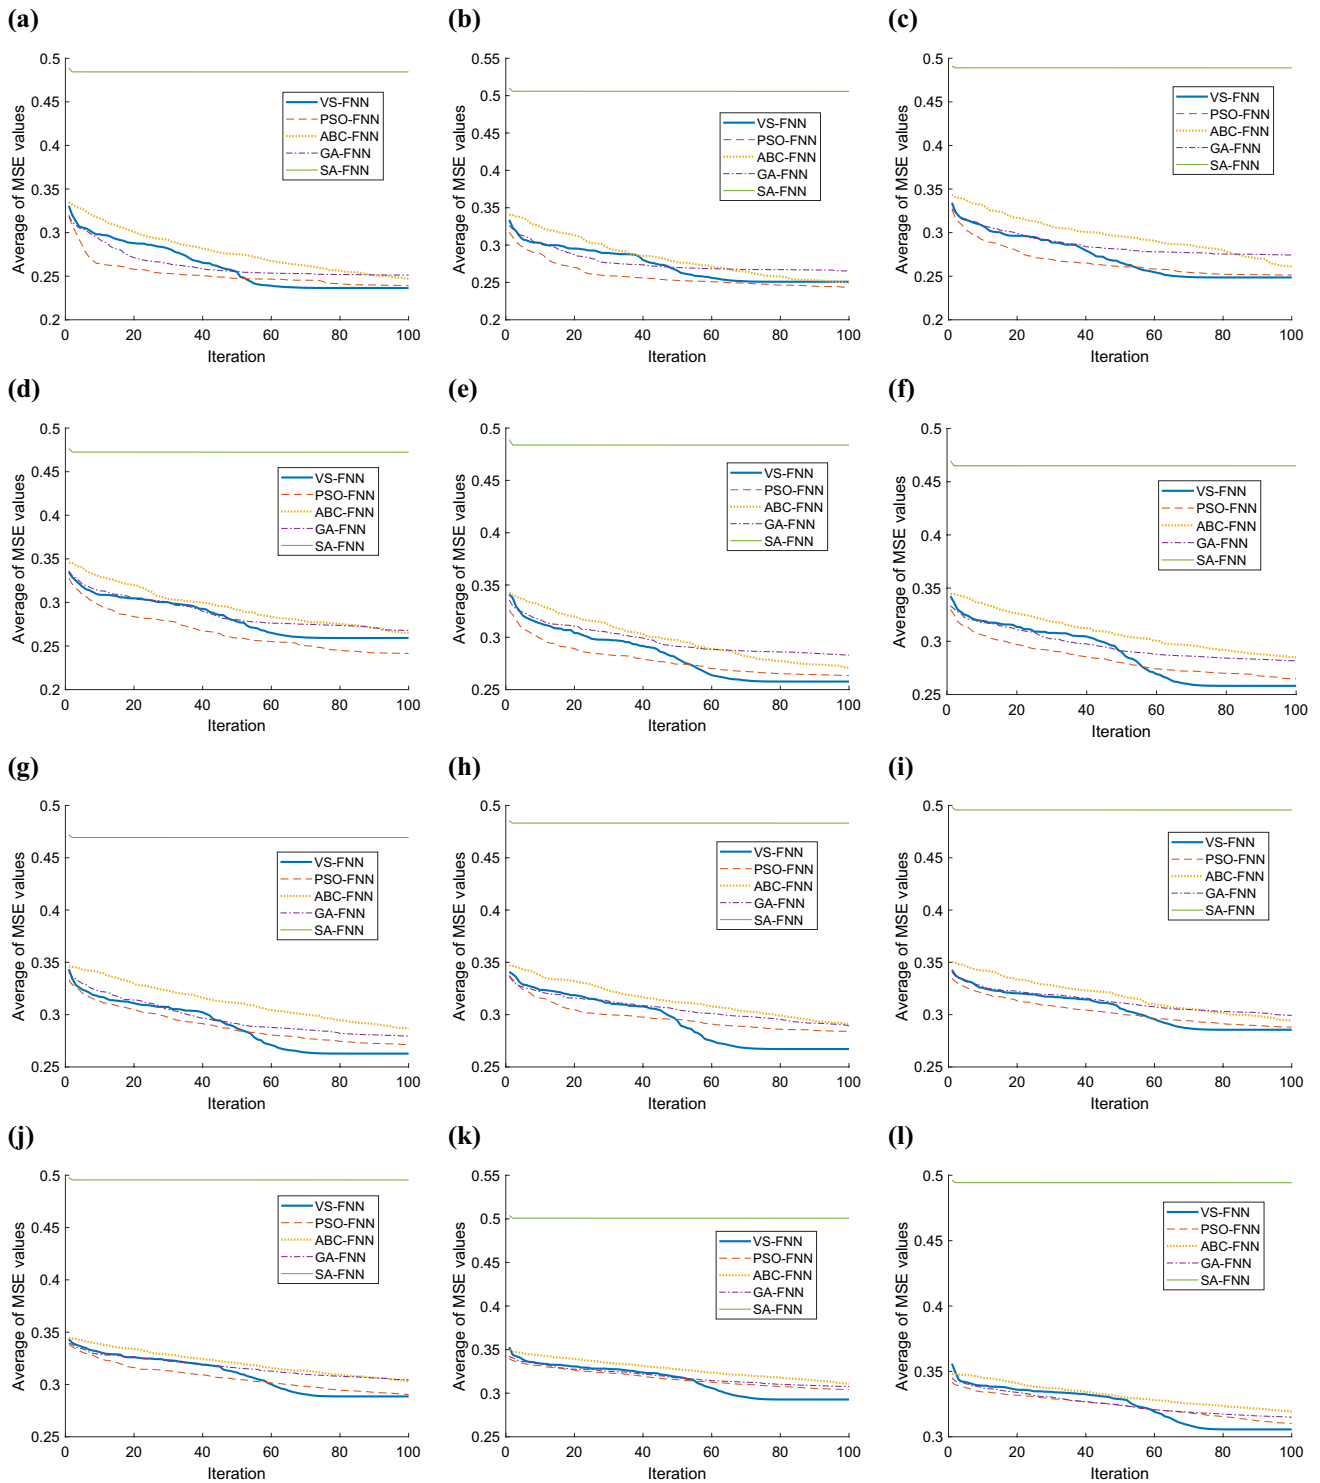 (a)
Average of MSE values
0.5
0.45
0.4
0.35
0.3
0.25
0.2
0 20 40 60 80 100
Iteration
VS-FNN
PSO-FNN
ABC-FNN
GA-FNN
SA-FNN
(b)
Average of MSE values
0.55
0.5
0.45
0.4
0.35
0.3
0.25
0.2
0 20 40 60 80 100
Iteration
VS-FNN
PSO-FNN
ABC-FNN
GA-FNN
SA-FNN
(c)
Average of MSE values
0.5
0.45
0.4
0.35
0.3
0.25
0.2
0 20 40 60 80 100
Iteration
VS-FNN
PSO-FNN
ABC-FNN
GA-FNN
SA-FNN
(d)
Average of MSE values
0.5
0.45
0.4
0.35
0.3
0.25
0.2
0 20 40 60 80 100
Iteration
VS-FNN
PSO-FNN
ABC-FNN
GA-FNN
SA-FNN
(e)
Average of MSE values
0.5
0.45
0.4
0.35
0.3
0.25
0 20 40 60 80 100
Iteration
VS-FNN
PSO-FNN
ABC-FNN
GA-FNN
SA-FNN
(f)
Average of MSE values
0.5
0.45
0.4
0.35
0.3
0.25
0 20 40 60 80 100
Iteration
VS-FNN
PSO-FNN
ABC-FNN
GA-FNN
SA-FNN
(g)
Average of MSE values
0.5
0.45
0.4
0.35
0.3
0.25
0 20 40 60 80 100
Iteration
VS-FNN
PSO-FNN
ABC-FNN
GA-FNN
SA-FNN
(h)
Average of MSE values
0.5
0.45
0.4
0.35
0.3
0.25
0 20 40 60 80 100
Iteration
VS-FNN
PSO-FNN
ABC-FNN
GA-FNN
SA-FNN
(i)
Average of MSE values
0.5
0.45
0.4
0.35
0.3
0.25
0 20 40 60 80 100
Iteration
VS-FNN
PSO-FNN
ABC-FNN
GA-FNN
SA-FNN
(j)
Average of MSE values
0.5
0.45
0.4
0.35
0.3
0.25
0 20 40 60 80 100
Iteration
VS-FNN
PSO-FNN
ABC-FNN
GA-FNN
SA-FNN
(k)
Average of MSE values
0.55
0.5
0.45
0.4
0.35
0.3
0.25
0 20 40 60 80 100
Iteration
VS-FNN
PSO-FNN
ABC-FNN
GA-FNN
SA-FNN
(l)
Average of MSE values
0.5
0.45
0.4
0.35
0.3
0 20 40 60 80 100
Iteration
VS-FNN
PSO-FNN
ABC-FNN
GA-FNN
SA-FNN